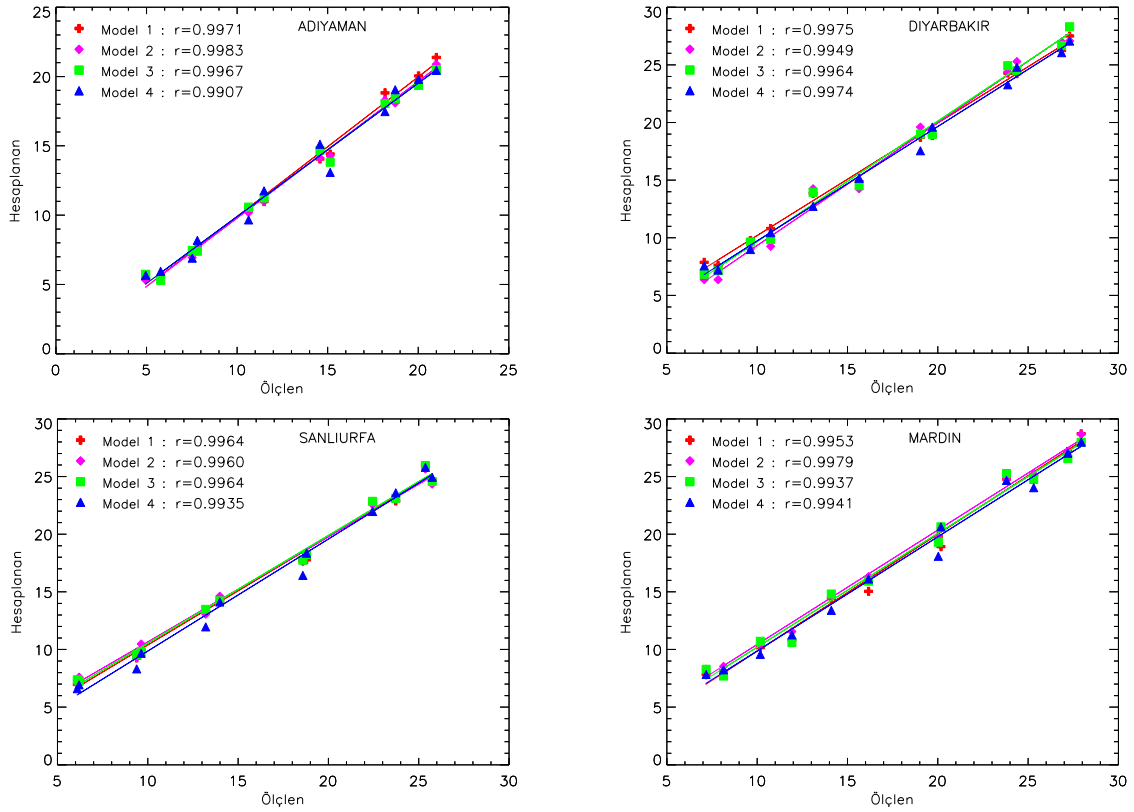 ADIYAMAN
Model 1 : r=0.9971
Model 2 : r=0.9983
Model 3 : r=0.9967
Model 4 : r=0.9907
Hesaplanan
25
20
15
10
5
0
0 5 10 15 20 25
Ölçlen
DIYARBAKIR
Model 1 : r=0.9975
Model 2 : r=0.9949
Model 3 : r=0.9964
Model 4 : r=0.9974
Hesaplanan
30
25
20
15
10
5
0
5 10 15 20 25 30
Ölçlen
SANLIURFA
Model 1 : r=0.9964
Model 2 : r=0.9960
Model 3 : r=0.9964
Model 4 : r=0.9935
Hesaplanan
30
25
20
15
10
5
0
5 10 15 20 25 30
Ölçlen
MARDIN
Model 1 : r=0.9953
Model 2 : r=0.9979
Model 3 : r=0.9937
Model 4 : r=0.9941
Hesaplanan
30
25
20
15
10
5
0
5 10 15 20 25 30
Ölçlen